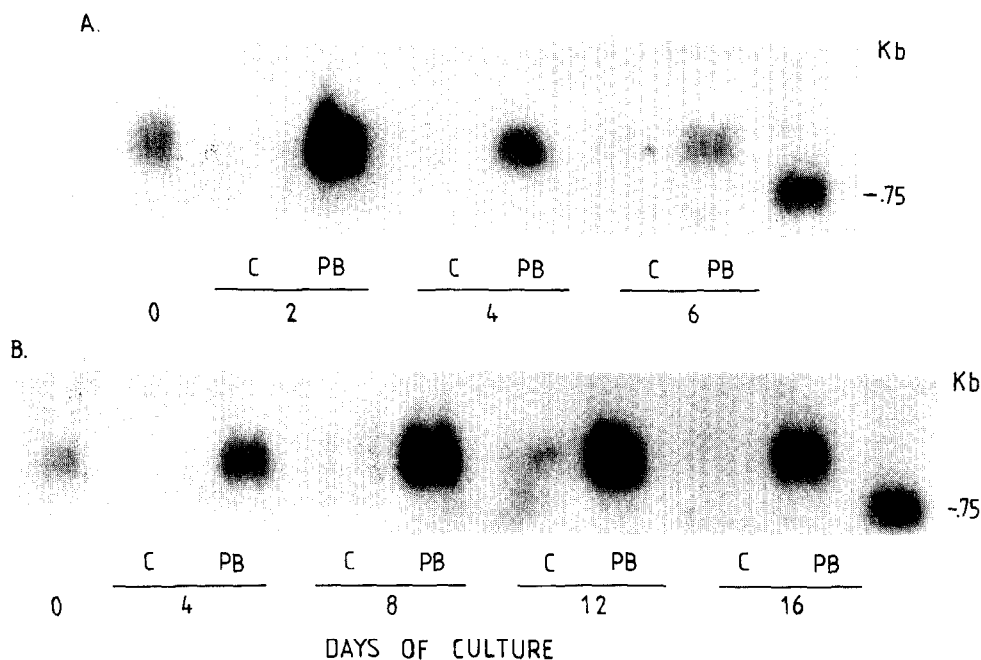 A.
Kb
-.75
C PB C PB C PB
0 2 4 6
B.
Kb
-.75
C PB C PB C PB C PB
0 4 8 12 16
DAYS OF CULTURE